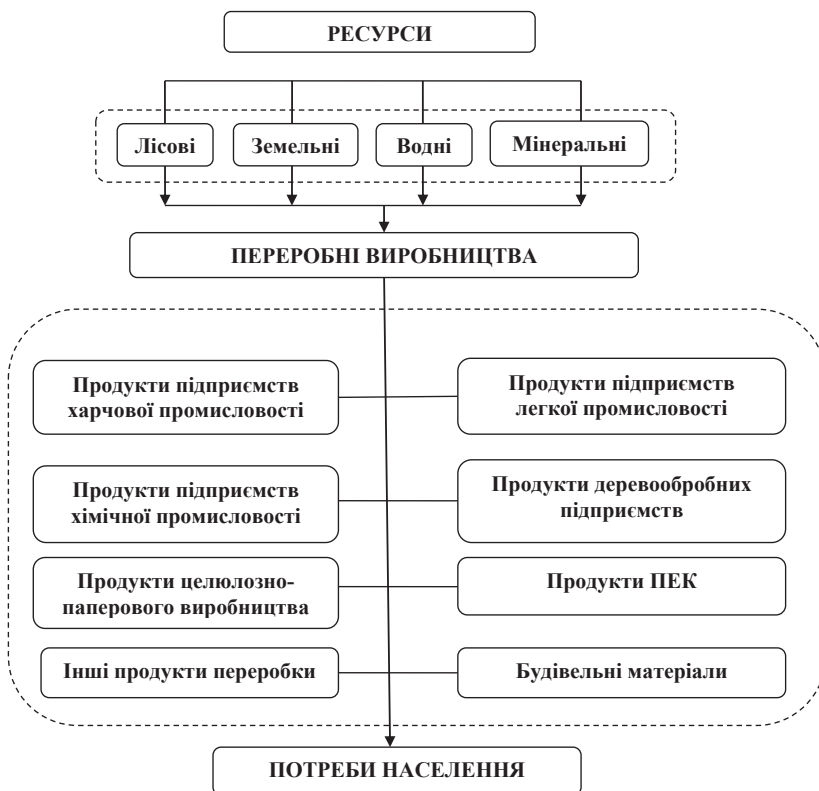 РЕСУРСИ
Лісові
Земельні
Водні
Мінеральні
ПЕРЕРОБНІ ВИРОБНИЦТВА
Продукти підприємств
харчової промисловості
Продукти підприємств
легкої промисловості
Продукти підприємств
хімічної промисловості
Продукти деревообробних
підприємств
Продукти целюлозно-
паперового виробництва
Продукти ПЕК
Інші продукти переробки
Будівельні матеріали
ПОТРЕБИ НАСЕЛЕННЯ